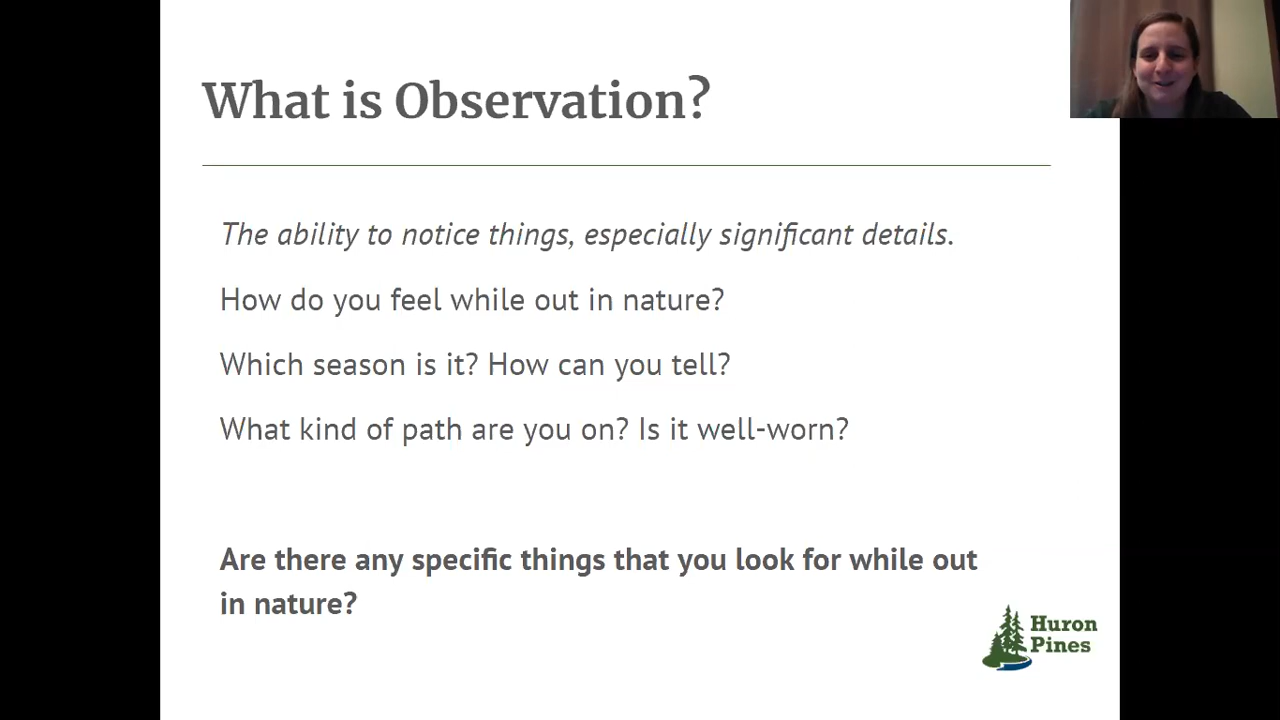 What is Observation?
The ability to notice things, especially significant details.
How do you feel while out in nature?
Which season is it? How can you tell?
What kind of path are you on? Is it well-worn?
Are there any specific things that you look for while out
in nature?
Huron
Pines